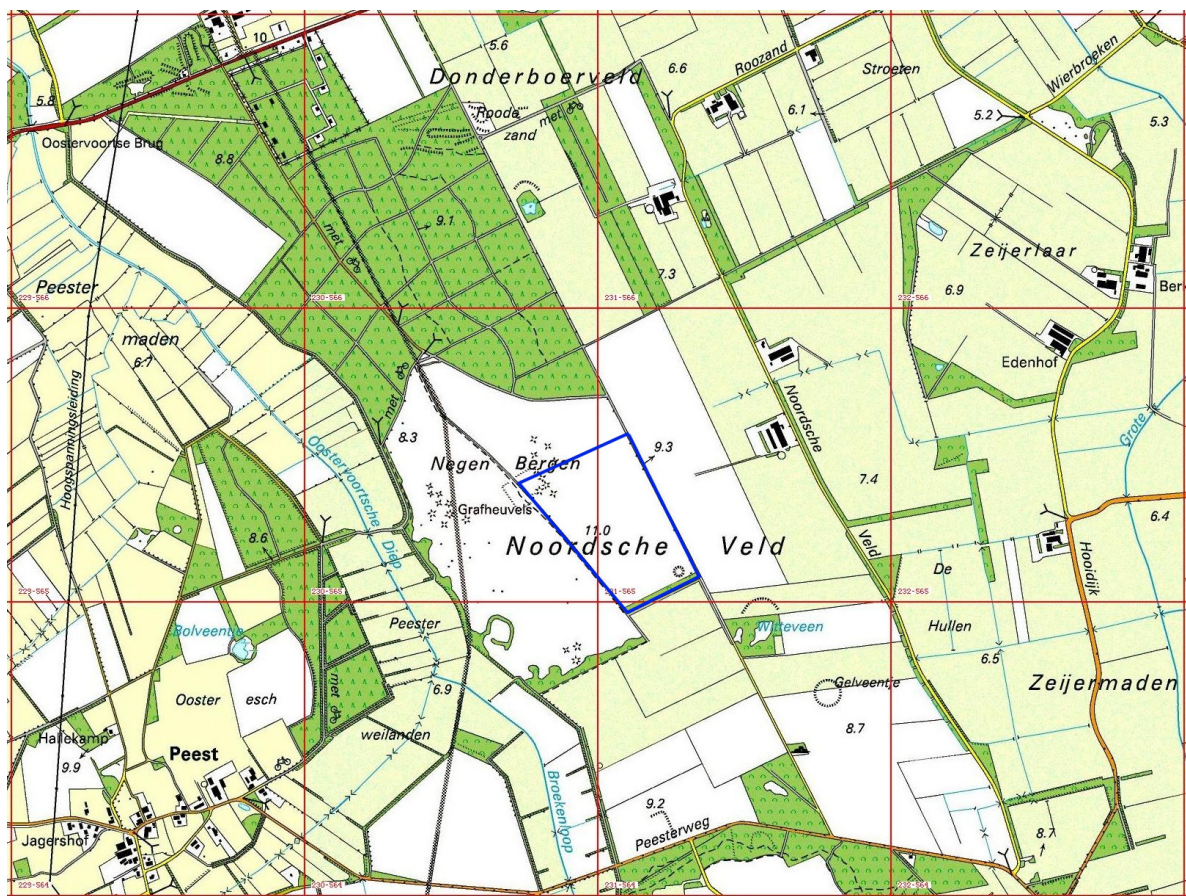 10
5.6
Donderboerveld
6.6
Roozand
Stroeten
Wierbroeken
5.8
Roode
zand
met
6.1
5.2
5.3
Oostervoortse Brug
8.8
9.1
met
7.3
Zeijerlaar
Peester
6.9
Ber
229-566
230-566
231-566
232-566
maden
6.7
Edenhof
Hoogspanningsleiding
met
Noordsche
8.3
9.3
Grote
Oostervoortsche
Negen Bergen
7.4
Grafheuvels
6.4
8.6
11.0
Noordsche Veld
Veld
Diep
De
Hooidijk
229-565
230-565
231-565
232-565
Bolveentje
Peester
Witteveen
Hullen
6.5
Ooster esch
met
6.9
Gelveentje
Zeijermaden
Hallekamp
weilanden
8.7
Peest
9.9
Broekenloop
9.2
Jagershof
Peesterweg
8.7
229-564
230-564
231-564
232-564